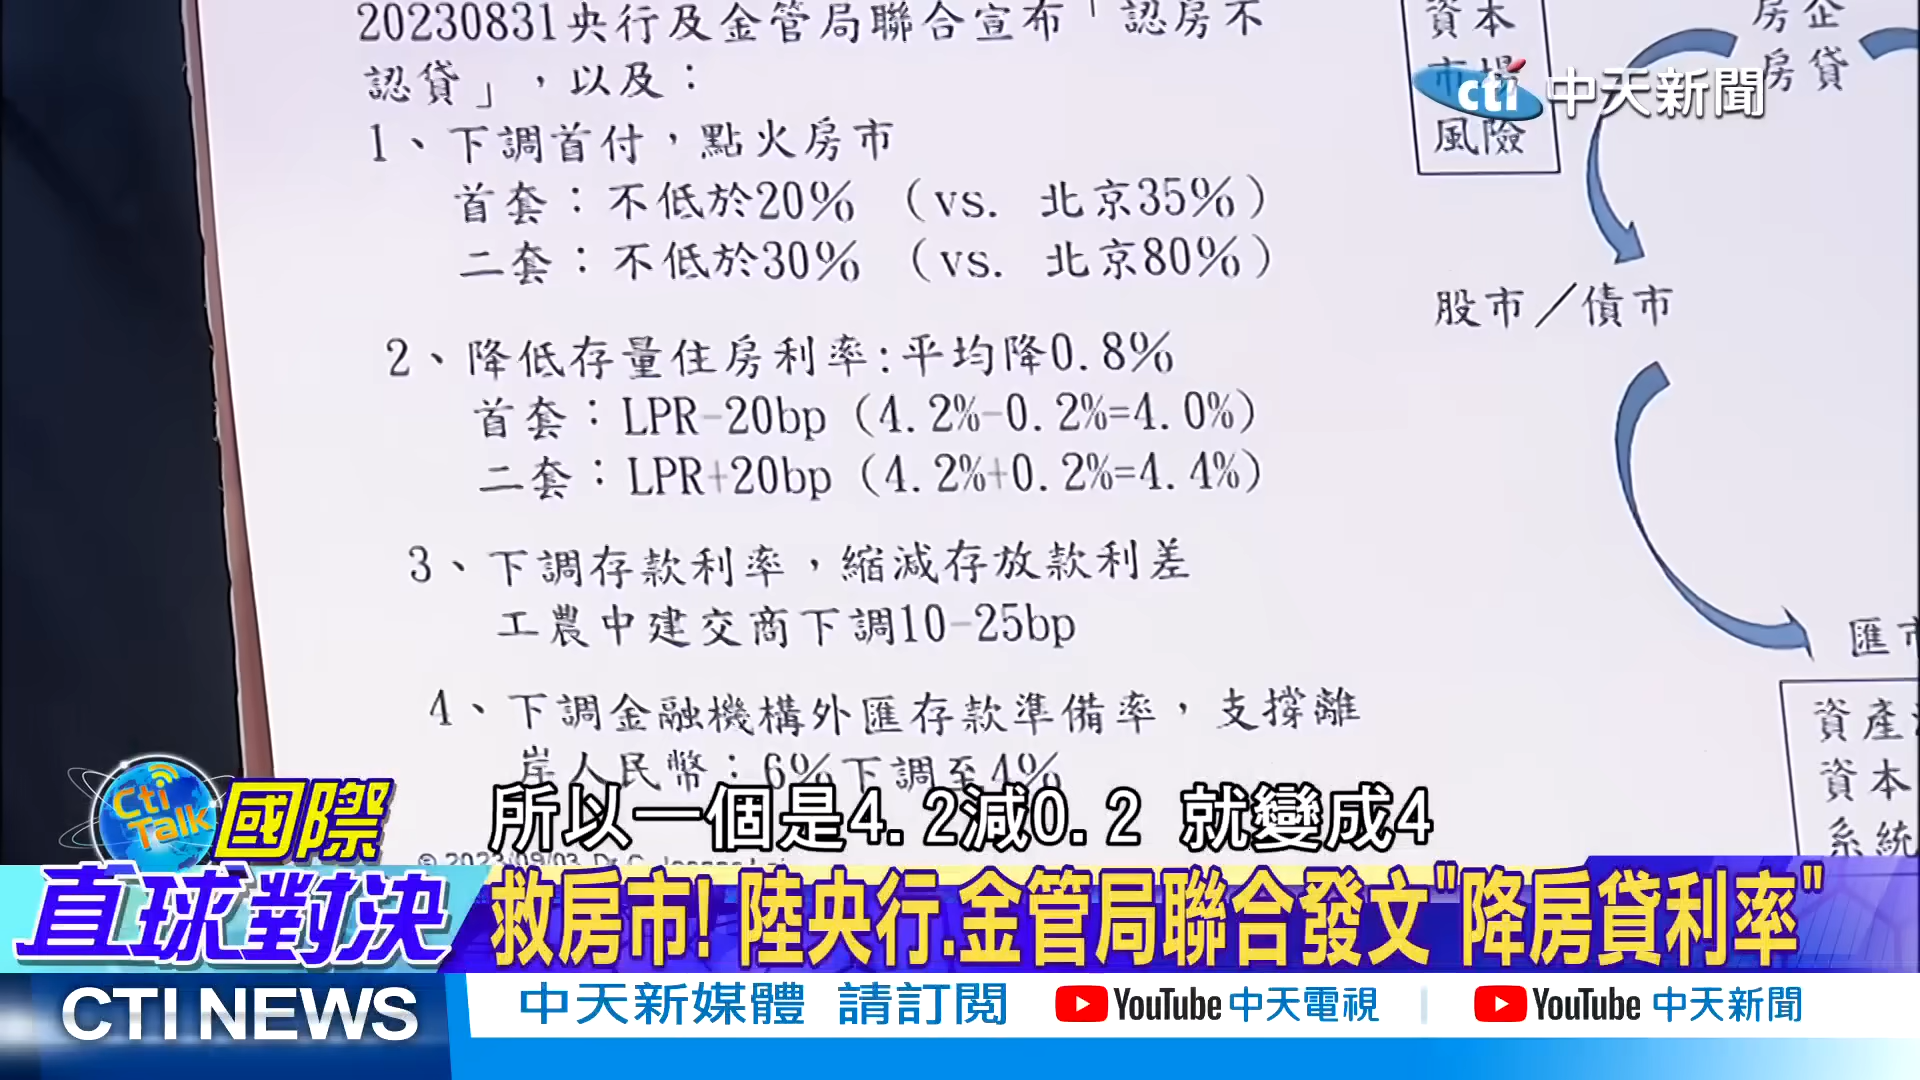 20230831央行及金管局聯合宣布「認房不
認貸」，以及：
1、下調首付，點火房市
首套：不低於20% （vs. 北京35%）
二套：不低於30% （vs. 北京80%）
2、降低存量住房利率:平均降0.8%
首套：LPR-20bp (4.2%-0.2%=4.0%)
二套：LPR+20bp (4.2%+0.2%=4.4%)
3、下調存款利率，縮減存放款利差
工農中建交商下調10-25bp
4、下調金融機構外匯存款準備率，支撐離
岸人民幣：6%下調至4%
資本
市場
風險
房企
房貸
股市／債市
匯市
資產
資本
系統
cti 中天新聞
所以一個是4.2減0.2 就變成4
© 2023/09/03 Dr.
Cti Talk
國際
直球對決
救房市! 陸央行.金管局聯合發文"降房貸利率"
CTI NEWS
中天新媒體 請訂閱 YouTube 中天電視 | YouTube 中天新聞